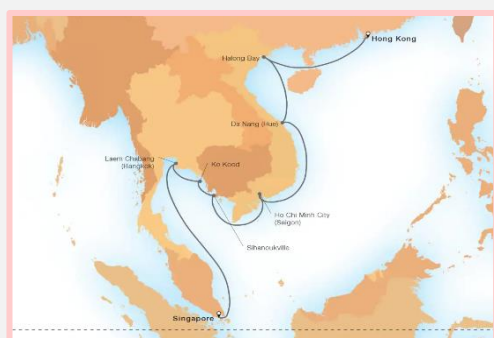 Hong Kong
Halong Bay
Da Nang (Hue)
Laem Chabang
(Bangkok)
Ko Kood
Ho Chi Minh City
(Saigon)
Sihanoukville
Singapore